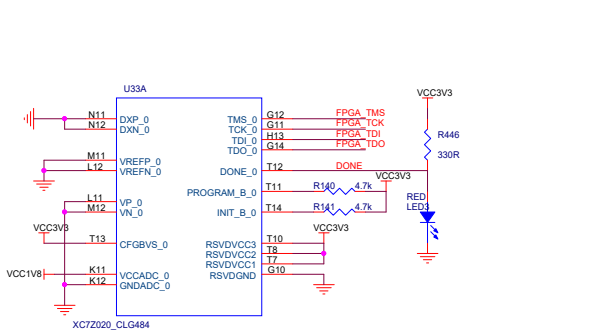 U33A
VCC3V3
N11 DXP_0 TMS_0 G12 FPGA_TMS
N12 DXN_0 TCK_0 G11 FPGA_TCK
TDI_0 H13 FPGA_TDI
TDO_0 G14 FPGA_TDO
R446
330R
M11 VREFP_0
L12 VREFN_0 DONE_0 T12 DONE
VCC3V3
PROGRAM_B_0 T11 R140 4.7k
L11 VP_0
M12 VN_0 INIT_B_0 T14 R141 4.7k
RED
LED3
VCC3V3
VCC3V3
T13 CFGBVS_0 RSVDVCC3 T10
RSVDVCC2 T8
RSVDVCC1 T7
VCC1V8 K11 VCCADC_0 RSVDGND G10
K12 GNDADC_0
XC7Z020_CLG484